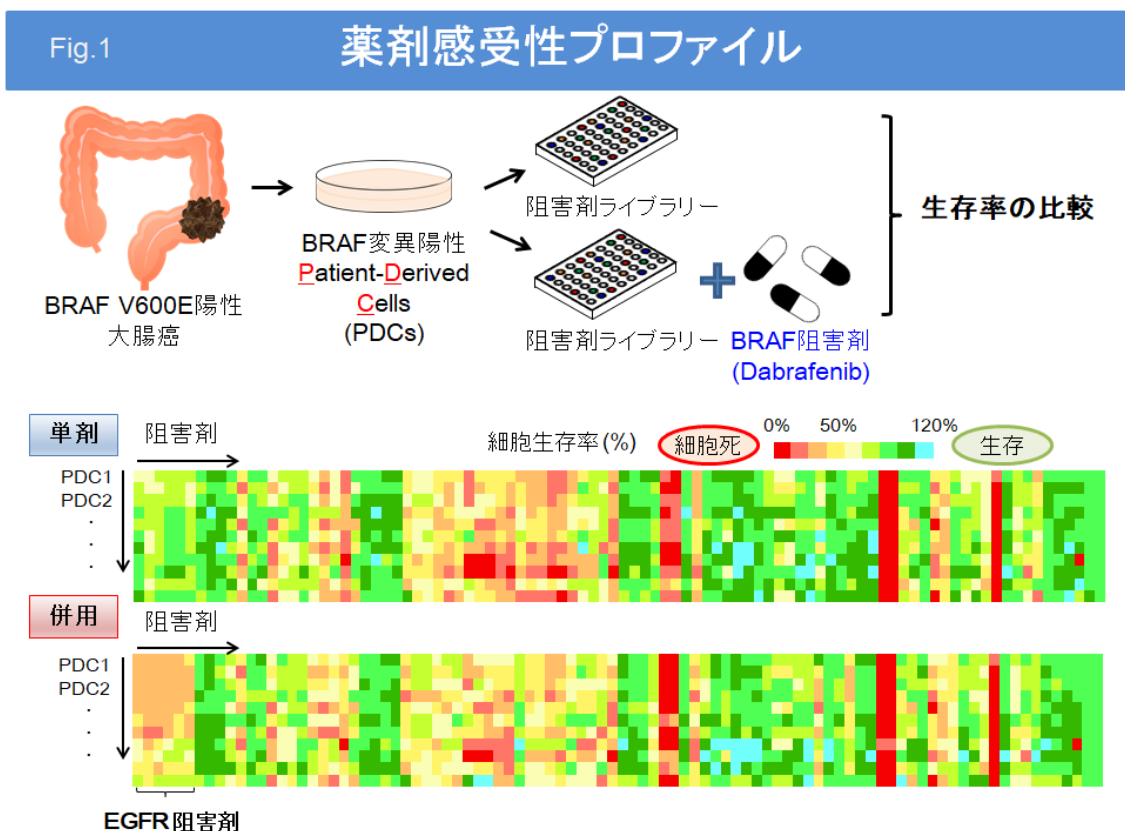 Fig.1
薬剤感受性プロファイル
BRAF V600E陽性
大腸癌
BRAF変異陽性
Patient-Derived
Cells
(PDCs)
阻害剤ライブラリー
阻害剤ライブラリー
BRAF阻害剤
(Dabrafenib)
生存率の比較
単剤
阻害剤
細胞生存率(%)
細胞死
0% 50% 120%
生存
PDC1
PDC2
.
.
.
併用
阻害剤
PDC1
PDC2
.
.
.
EGFR阻害剤